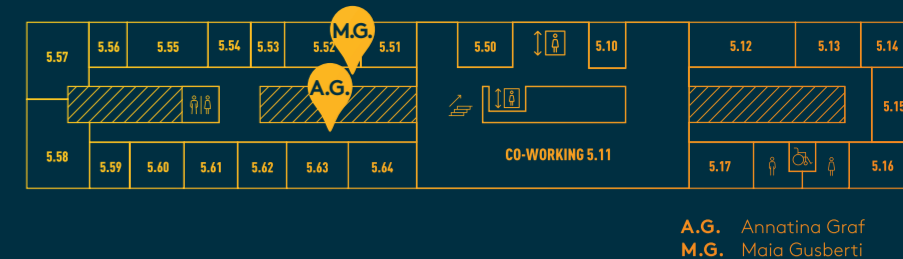 M.G.
5.57 5.56 5.55 5.54 5.53 5.52 5.51 5.50 5.10 5.12 5.13 5.14
A.G.
5.15
5.58 5.59 5.60 5.61 5.62 5.63 5.64 CO-WORKING 5.11 5.17 5.16
A.G. Annatina Graf
M.G. Maia Gusberti